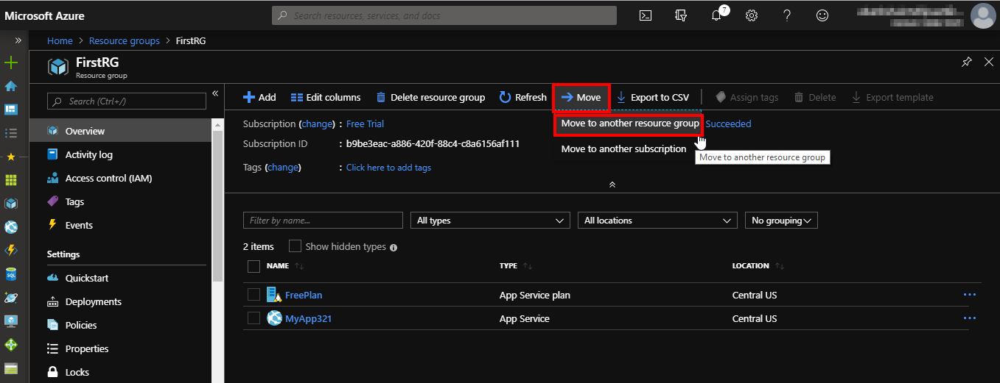 Microsoft Azure
Search resources, services, and docs
7
Home > Resource groups > FirstRG
FirstRG
Resource group
Search (Ctrl+/)
Overview
Activity log
Access control (IAM)
Tags
Events
Settings
Quickstart
Deployments
Policies
Properties
Locks
Add Edit columns Delete resource group Refresh Move Export to CSV Assign tags Delete Export template
Subscription (change) : Free Trial
Succeeded
Subscription ID : b9be3eac-a886-420f-88c4-c8a6156af111
Tags (change) : Click here to add tags
Move to another resource group
Move to another subscription
Move to another resource group
Filter by name... All types All locations No grouping
2 items Show hidden types
NAME TYPE LOCATION
FreePlan App Service plan Central US
MyApp321 App Service Central US
SQL